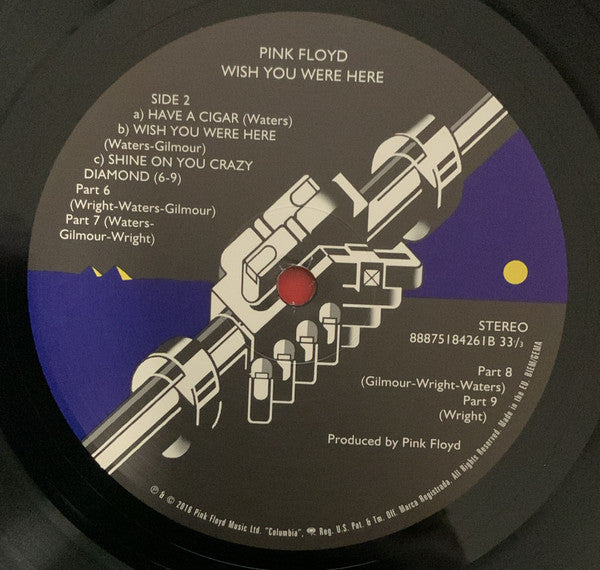 PINK FLOYD
WISH YOU WERE HERE
SIDE 2
a) HAVE A CIGAR (Waters)
b) WISH YOU WERE HERE
(Waters-Gilmour)
c) SHINE ON YOU CRAZY
DIAMOND (6-9)
Part 6
(Wright-Waters-Gilmour)
Part 7 (Waters-
Gilmour-Wright)
STEREO
88875184261B 33/3
Part 8
(Gilmour-Wright-Waters)
Part 9
(Wright)
Produced by Pink Floyd
℗ & © 2016 Pink Floyd Music Ltd. "Columbia", Reg. U.S. Pat. & Tm. Off. Marca Registrada. All Rights Reserved. Made in the EU. BIEM/GEMA